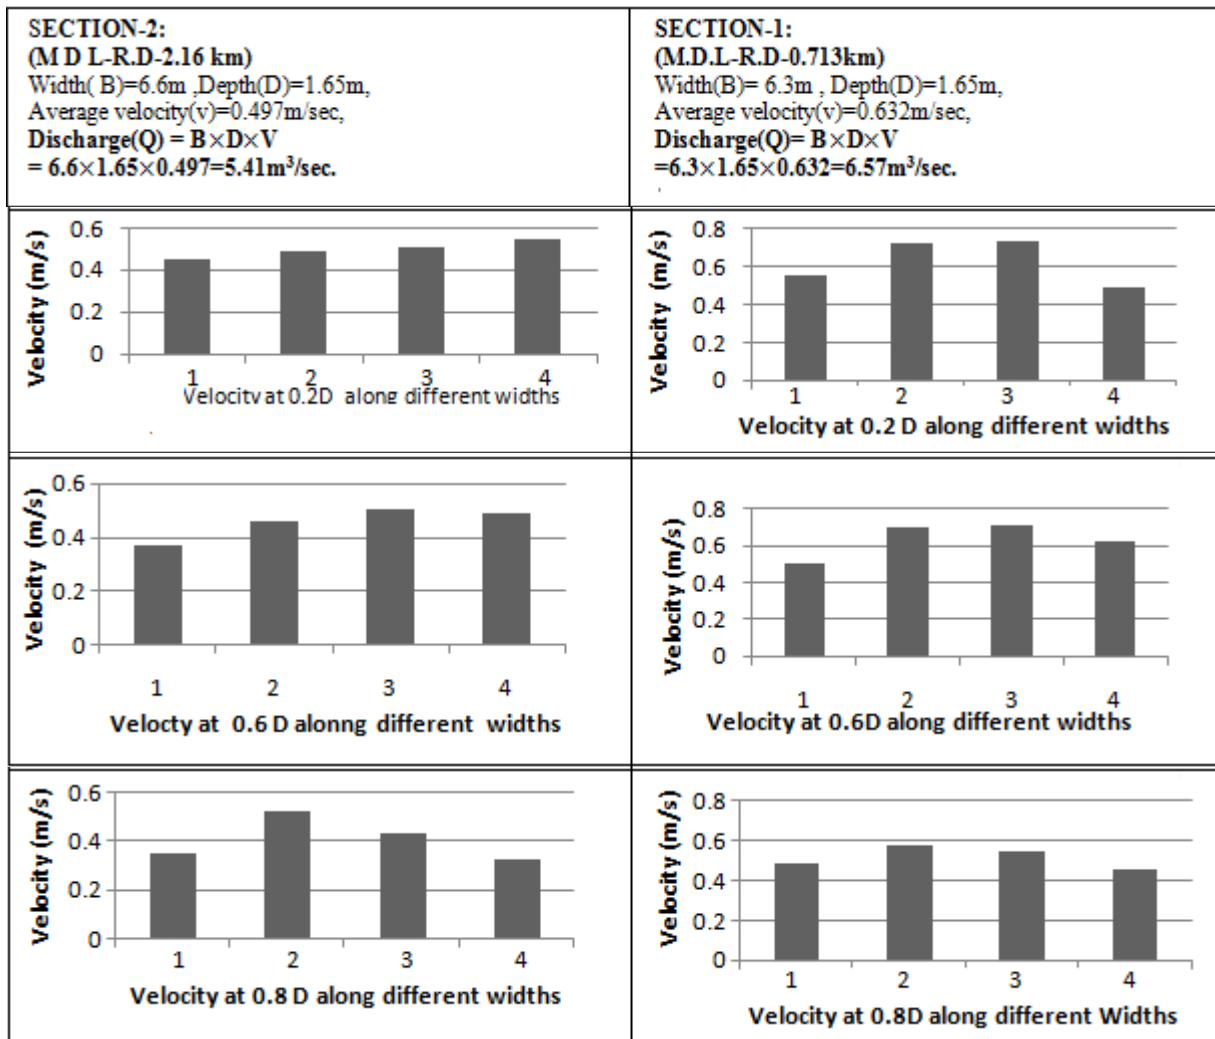 SECTION-2:
(M D L-R.D-2.16 km)
Width( B)=6.6m ,Depth(D)=1.65m,
Average velocity(v)=0.497m/sec,
Discharge(Q) = B×D×V
= 6.6×1.65×0.497=5.41m³/sec.
SECTION-1:
(M.D.L-R.D-0.713km)
Width(B)= 6.3m , Depth(D)=1.65m,
Average velocity(v)=0.632m/sec,
Discharge(Q)= B×D×V
=6.3×1.65×0.632=6.57m³/sec.
Velocity (m/s)
0.6
0.4
0.2
0
1 2 3 4
Velocity at 0.2D along different widths
Velocity (m/s)
0.8
0.6
0.4
0.2
0
1 2 3 4
Velocity at 0.2 D along different widths
Velocity (m/s)
0.6
0.4
0.2
0
1 2 3 4
Velocty at 0.6 D alonng different widths
Velocity (m/s)
0.8
0.6
0.4
0.2
0
1 2 3 4
Velocity at 0.6D along different widths
Velocity (m/s)
0.6
0.4
0.2
0
1 2 3 4
Velocity at 0.8 D along different widths
Velocity (m/s)
0.8
0.6
0.4
0.2
0
1 2 3 4
Velocity at 0.8D along different Widths